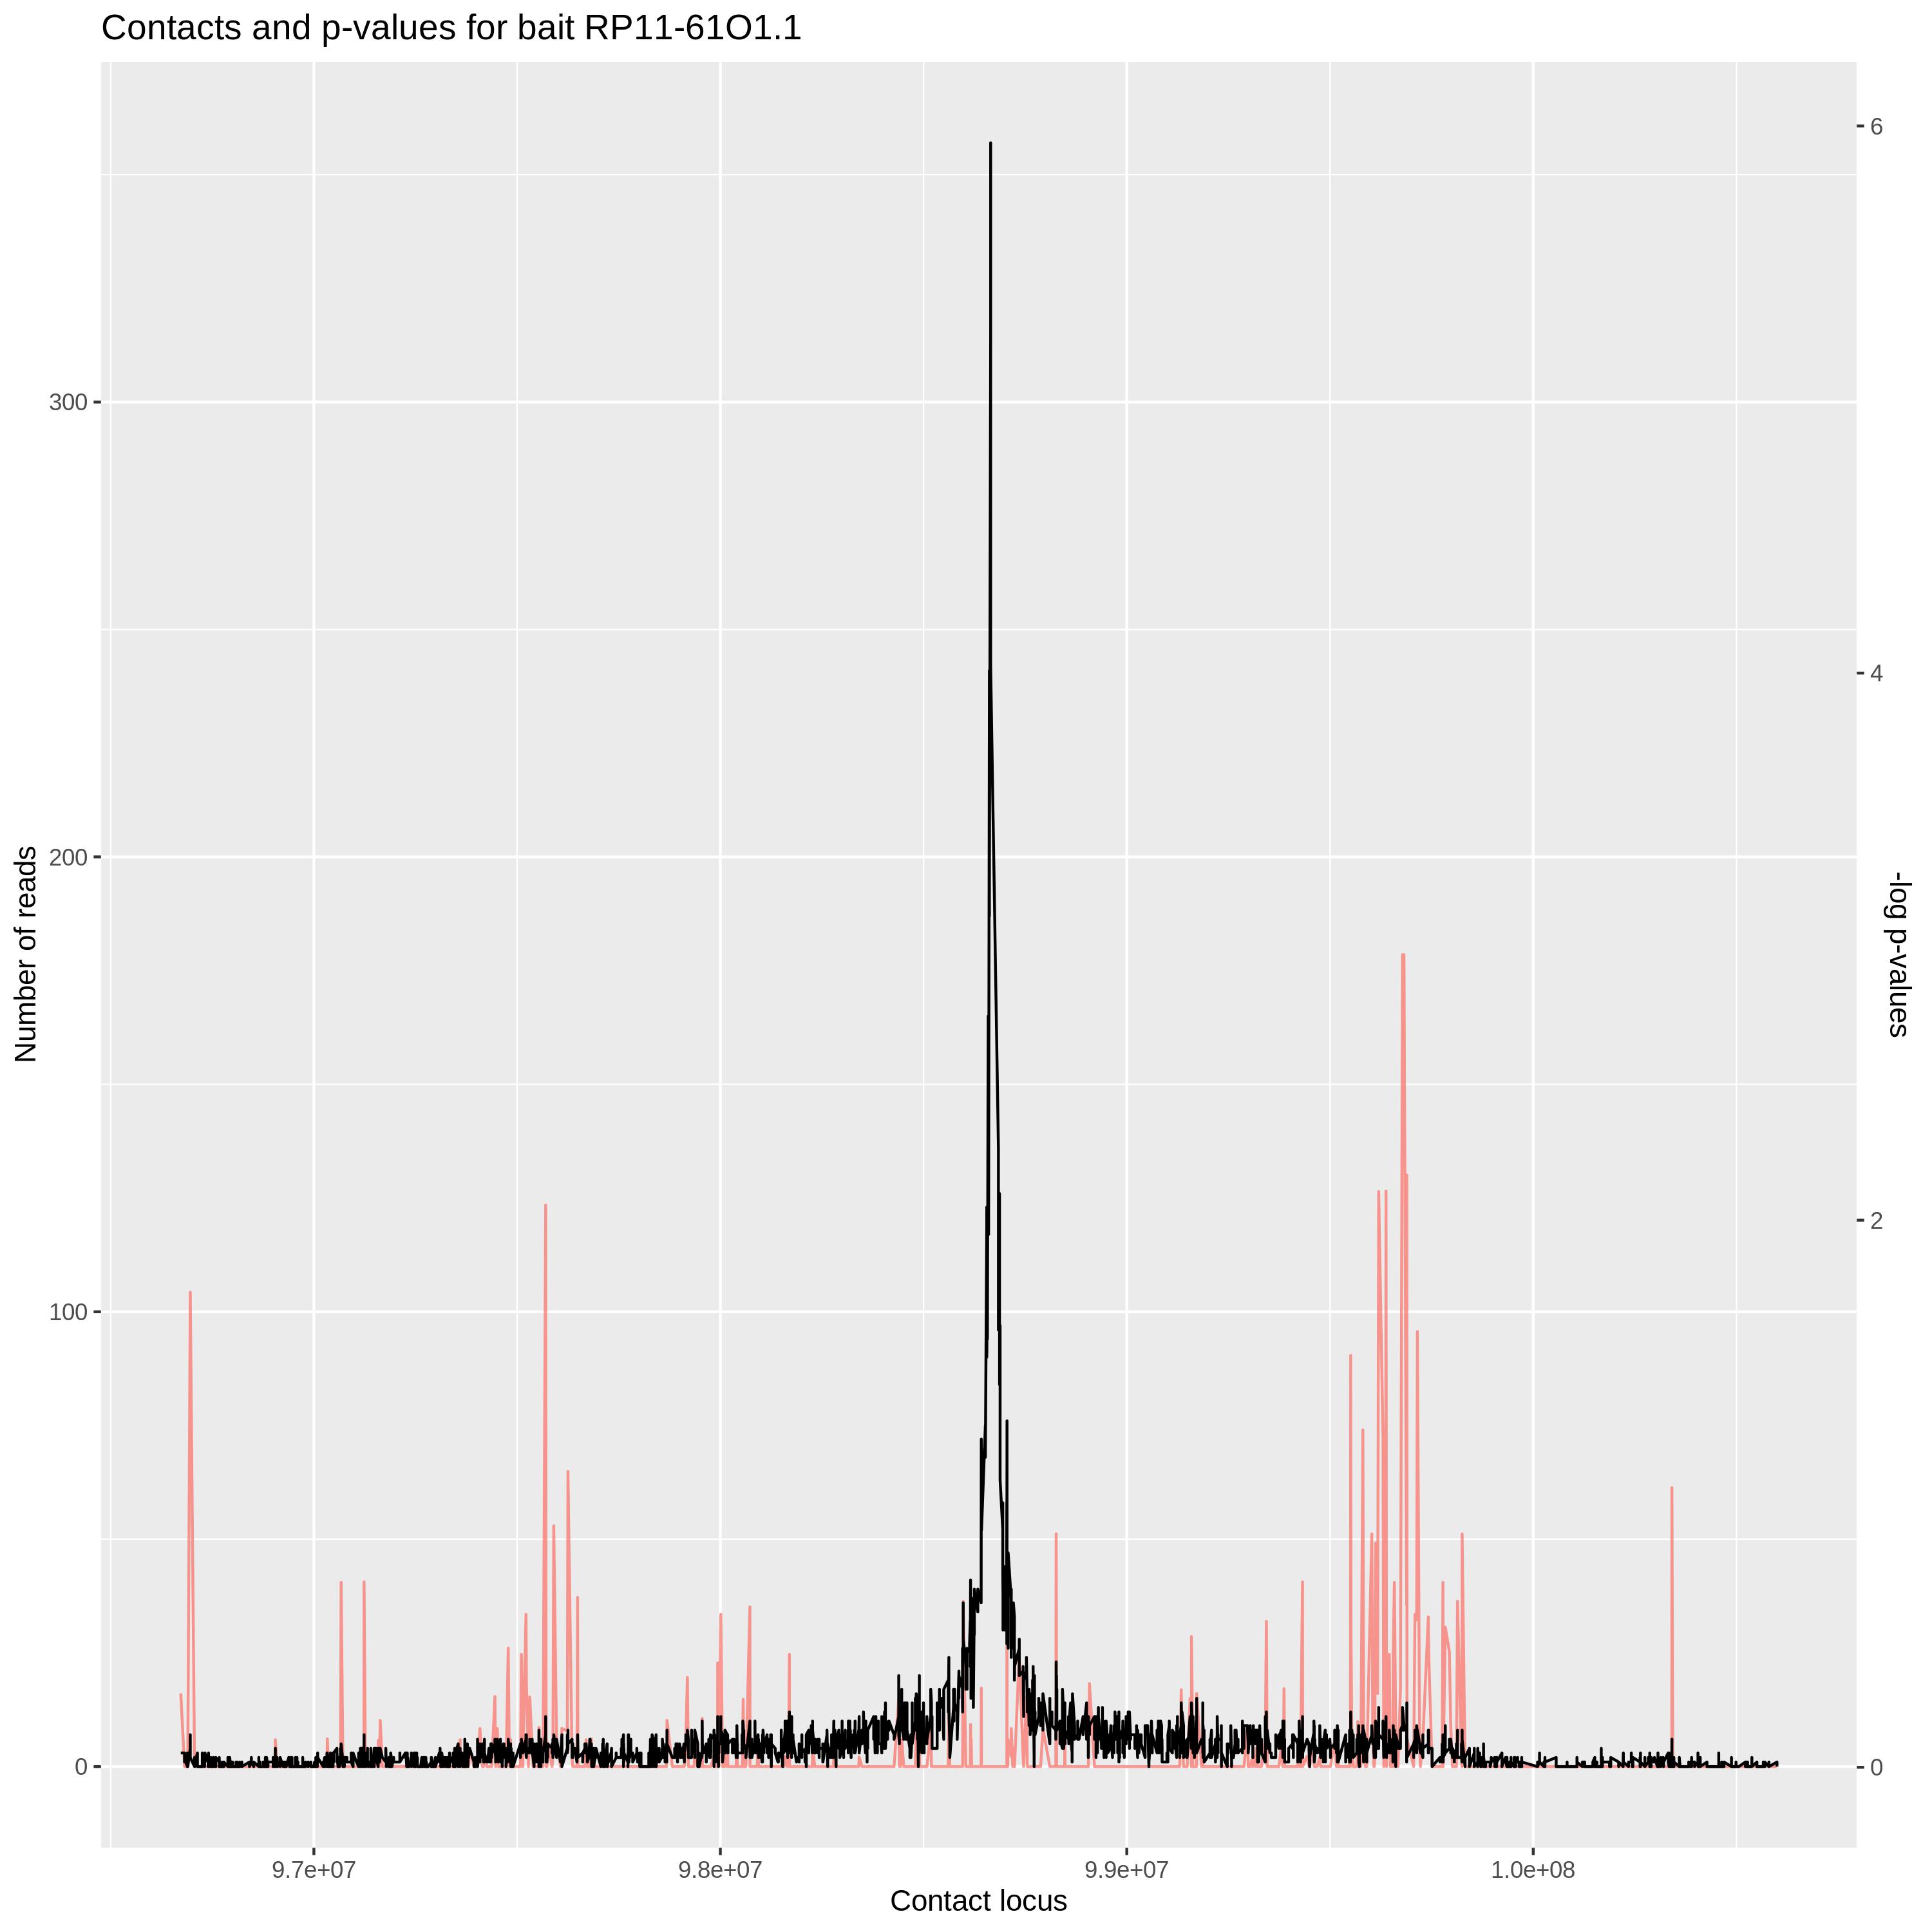 Contacts and p-values for bait RP11-61O1.1
6
300
4
200
2
100
0
0
Number of reads
-log p-values
9.7e+07
9.8e+07
9.9e+07
1.0e+08
Contact locus